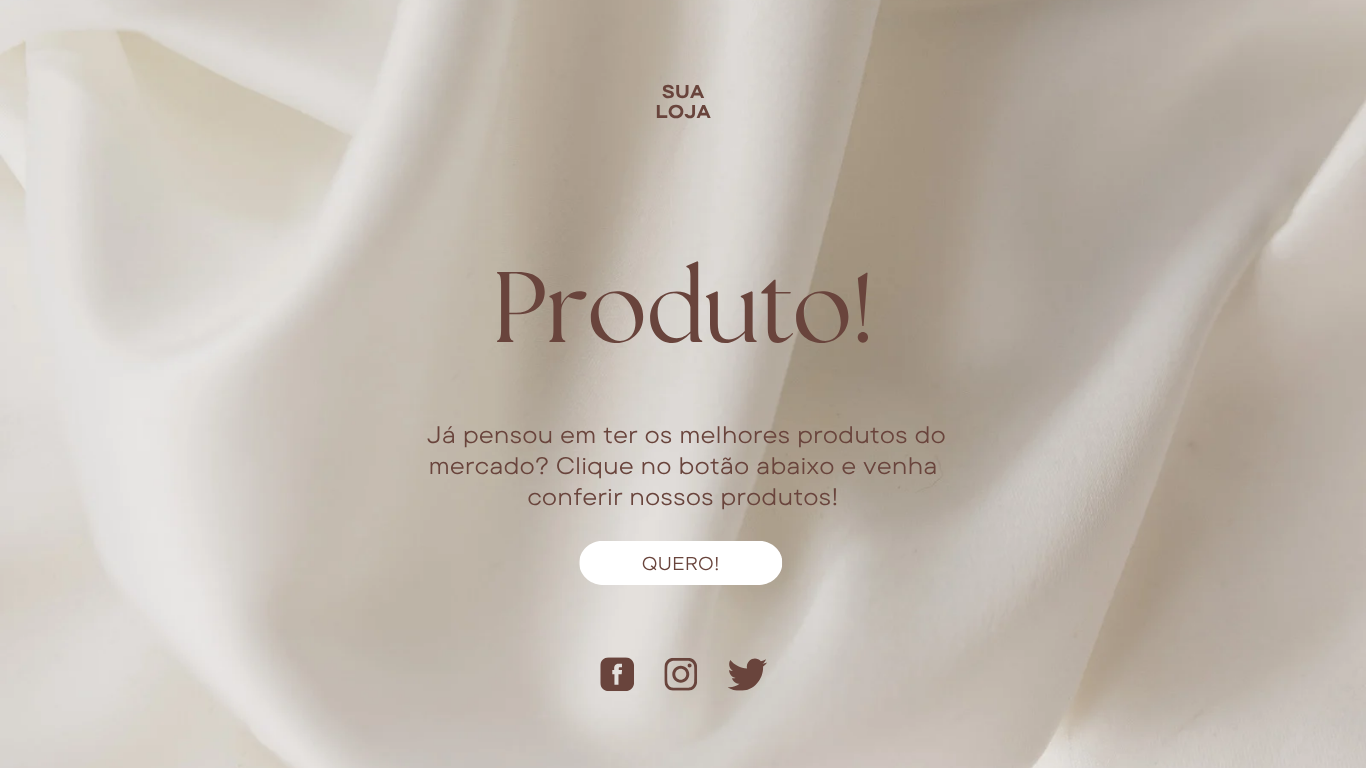 SUA
LOJA
Produto!
Já pensou em ter os melhores produtos do
mercado? Clique no botão abaixo e venha
conferir nossos produtos!
QUERO!